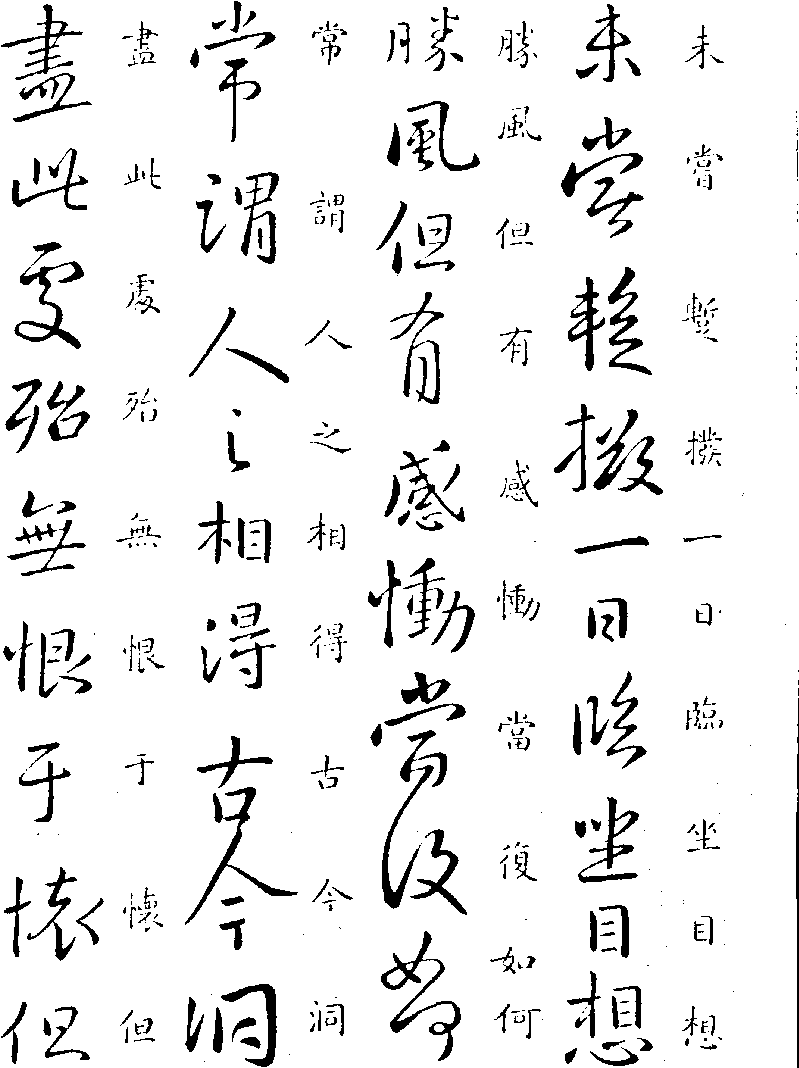 未嘗暫撥一日臨坐目想
未嘗暫撥一日臨坐目想
勝風但有感慟當復如何
勝風但有感慟當復如何
常謂人之相得古今洞
常謂人之相得古今洞
盡此處殆無恨于懷但
盡此處殆無恨于懷但